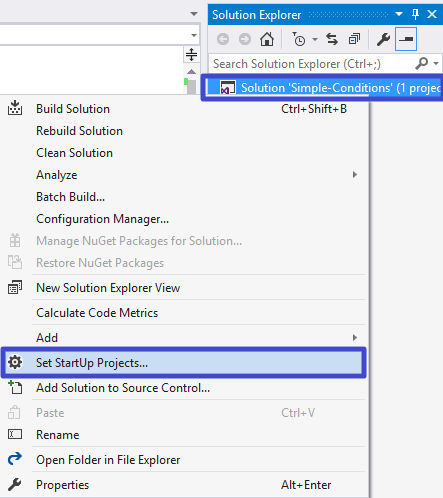 Solution Explorer
Search Solution Explorer (Ctrl+;)
Solution 'Simple-Conditions' (1 projec
Build Solution Ctrl+Shift+B
Rebuild Solution
Clean Solution
Analyze
Batch Build...
Configuration Manager...
Manage NuGet Packages for Solution...
Restore NuGet Packages
New Solution Explorer View
Calculate Code Metrics
Add
Set StartUp Projects...
Add Solution to Source Control...
Paste Ctrl+V
Rename
Open Folder in File Explorer
Properties Alt+Enter